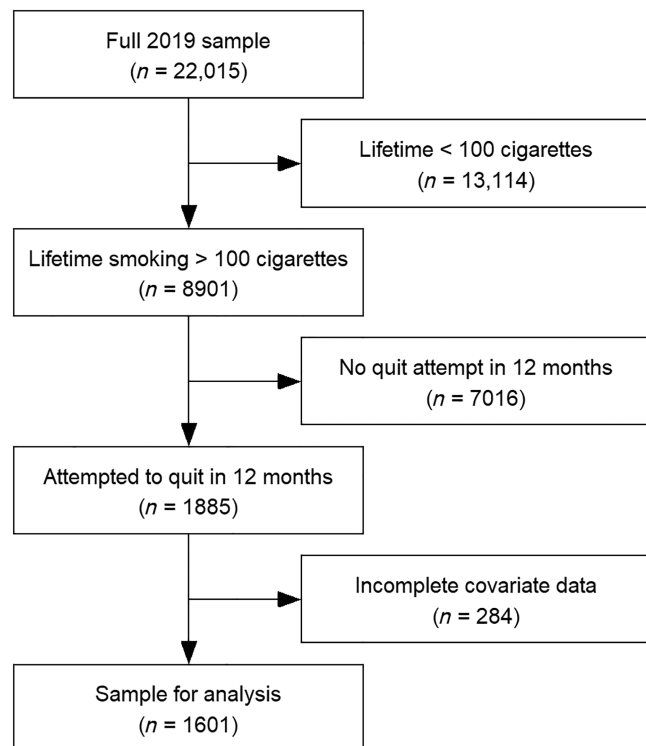 Full 2019 sample
(n = 22,015)
Lifetime < 100 cigarettes
(n = 13,114)
Lifetime smoking > 100 cigarettes
(n = 8901)
No quit attempt in 12 months
(n = 7016)
Attempted to quit in 12 months
(n = 1885)
Incomplete covariate data
(n = 284)
Sample for analysis
(n = 1601)